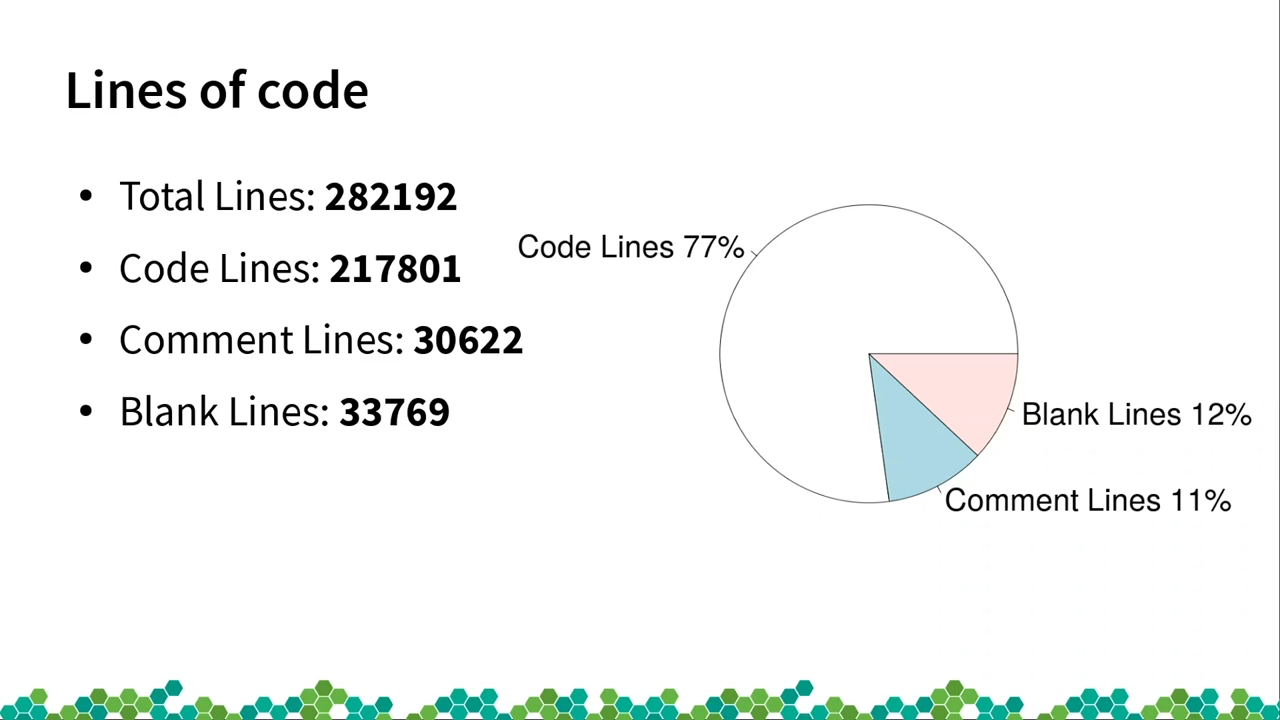 Lines of code
• Total Lines: 282192
• Code Lines: 217801
• Comment Lines: 30622
• Blank Lines: 33769
Code Lines 77%
Blank Lines 12%
Comment Lines 11%